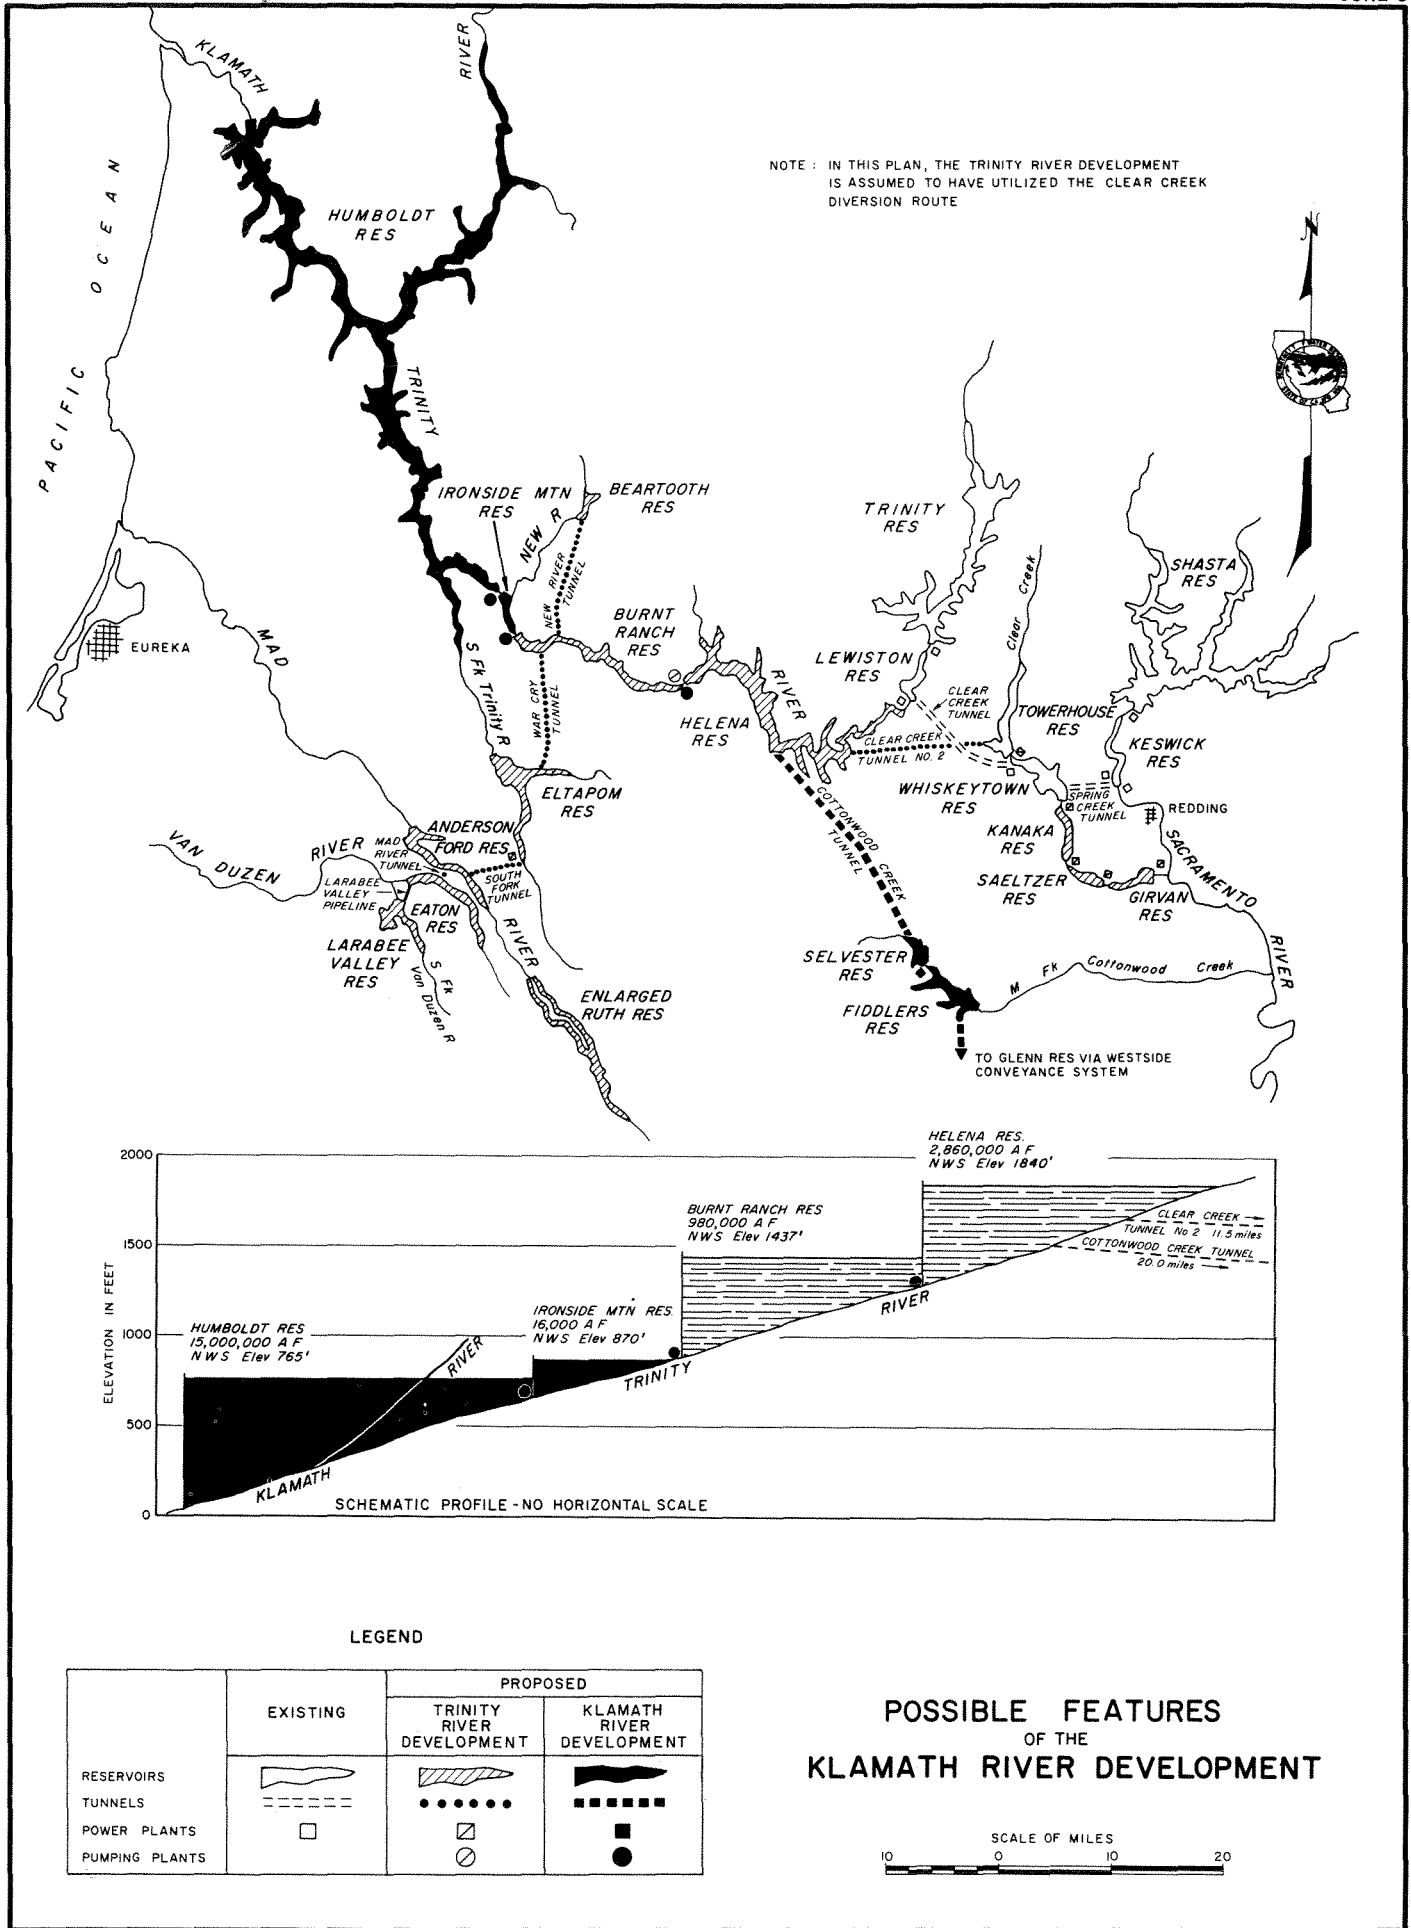 KLAMATH
RIVER
NOTE : IN THIS PLAN, THE TRINITY RIVER DEVELOPMENT
IS ASSUMED TO HAVE UTILIZED THE CLEAR CREEK
DIVERSION ROUTE
PACIFIC OCEAN
HUMBOLDT
RES
N
TRINITY
IRONSIDE MTN
RES
NEW R
BEARTOOTH
RES
NEW RIVER
TUNNEL
TRINITY
RES
SHASTA
RES
Clear Creek
BURNT
RANCH
RES
EUREKA
MAD
S Fk Trinity R
WAR CRY
TUNNEL
LEWISTON
RES
RIVER
HELENA
RES
CLEAR
CREEK
TUNNEL
TOWERHOUSE
RES
KESWICK
RES
CLEAR CREEK
TUNNEL NO. 2
WHISKEYTOWN
RES
SPRING
CREEK
TUNNEL
REDDING
ELTAPOM
RES
COTTONWOOD CREEK
TUNNEL
KANAKA
RES
SACRAMENTO
RIVER
SAELTZER
RES
GIRVAN
RES
VAN DUZEN
RIVER
MAD
RIVER
TUNNEL
ANDERSON
FORD RES
SOUTH
FORK
TUNNEL
LARABEE
VALLEY
PIPELINE
EATON
RES
RIVER
LARABEE
VALLEY
RES
S Fk
Van Duzen R
ENLARGED
RUTH RES
SELVESTER
RES
FIDDLERS
RES
M Fk Cottonwood Creek
TO GLENN RES VIA WESTSIDE
CONVEYANCE SYSTEM
HELENA RES.
2,860,000 A F
NWS Elev 1840'
BURNT RANCH RES
980,000 A F
NWS Elev 1437'
CLEAR CREEK
TUNNEL No 2 11.5 miles
COTTONWOOD CREEK TUNNEL
20.0 miles
IRONSIDE MTN RES.
16,000 A F
NWS Elev 870'
HUMBOLDT RES
15,000,000 A F
NWS Elev 765'
2000
1500
1000
500
0
ELEVATION IN FEET
RIVER
TRINITY
RIVER
KLAMATH
SCHEMATIC PROFILE - NO HORIZONTAL SCALE
LEGEND
PROPOSED
EXISTING
TRINITY
RIVER
DEVELOPMENT
KLAMATH
RIVER
DEVELOPMENT
RESERVOIRS
TUNNELS
POWER PLANTS
PUMPING PLANTS
POSSIBLE FEATURES
OF THE
KLAMATH RIVER DEVELOPMENT
SCALE OF MILES
10 0 10 20